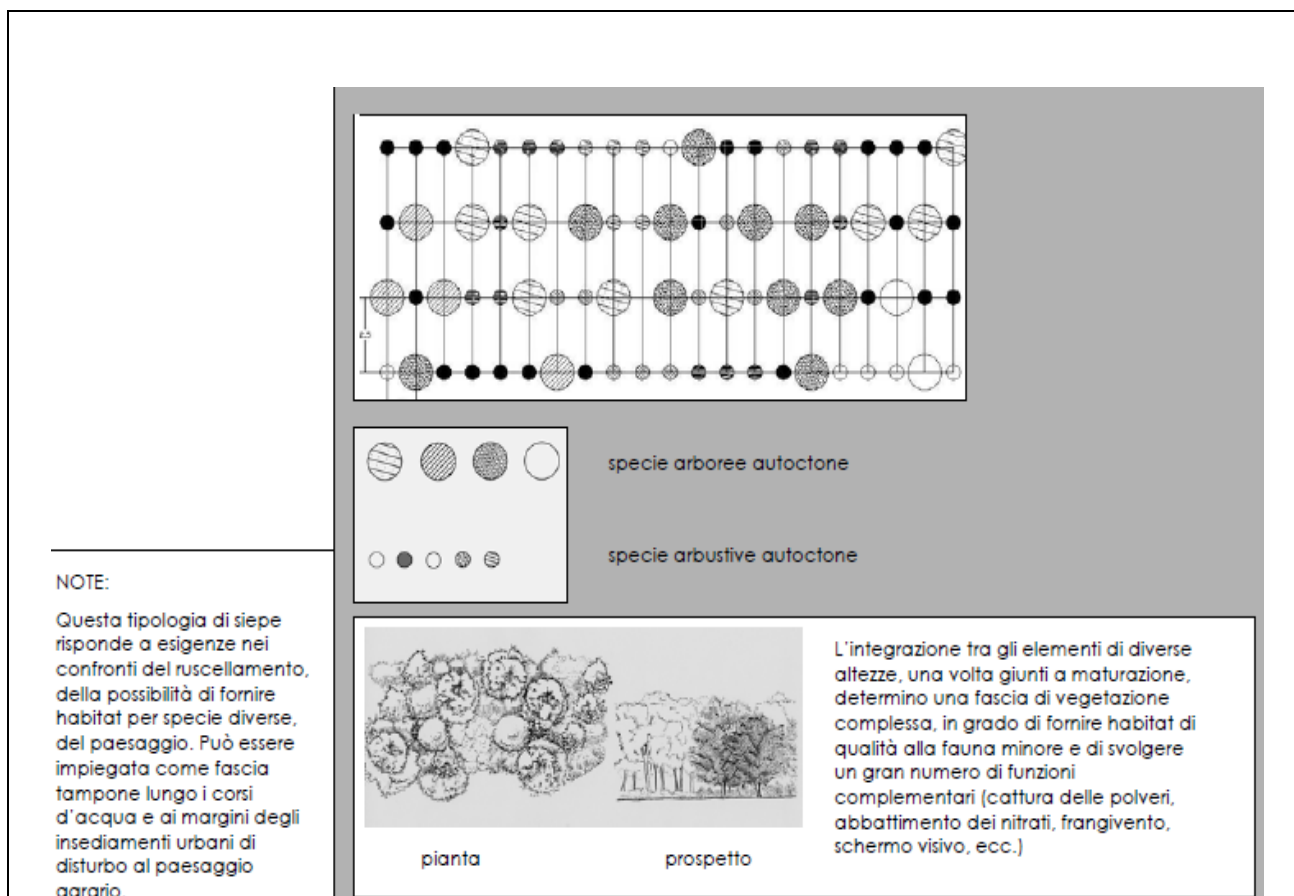 specie arboree autoctone
specie arbustive autoctone
NOTE:
Questa tipologia di siepe
risponde a esigenze nei
confronti del ruscellamento,
della possibilità di fornire
habitat per specie diverse,
del paesaggio. Può essere
impiegata come fascia
tampone lungo i corsi
d'acqua e ai margini degli
insediamenti urbani di
disturbo al paesaggio
agrario
L'integrazione tra gli elementi di diverse
altezze, una volta giunti a maturazione,
determino una fascia di vegetazione
complessa, in grado di fornire habitat di
qualità alla fauna minore e di svolgere
un gran numero di funzioni
complementari (cattura delle polveri,
abbattimento dei nitrati, frangivento,
schermo visivo, ecc.)
pianta
prospetto